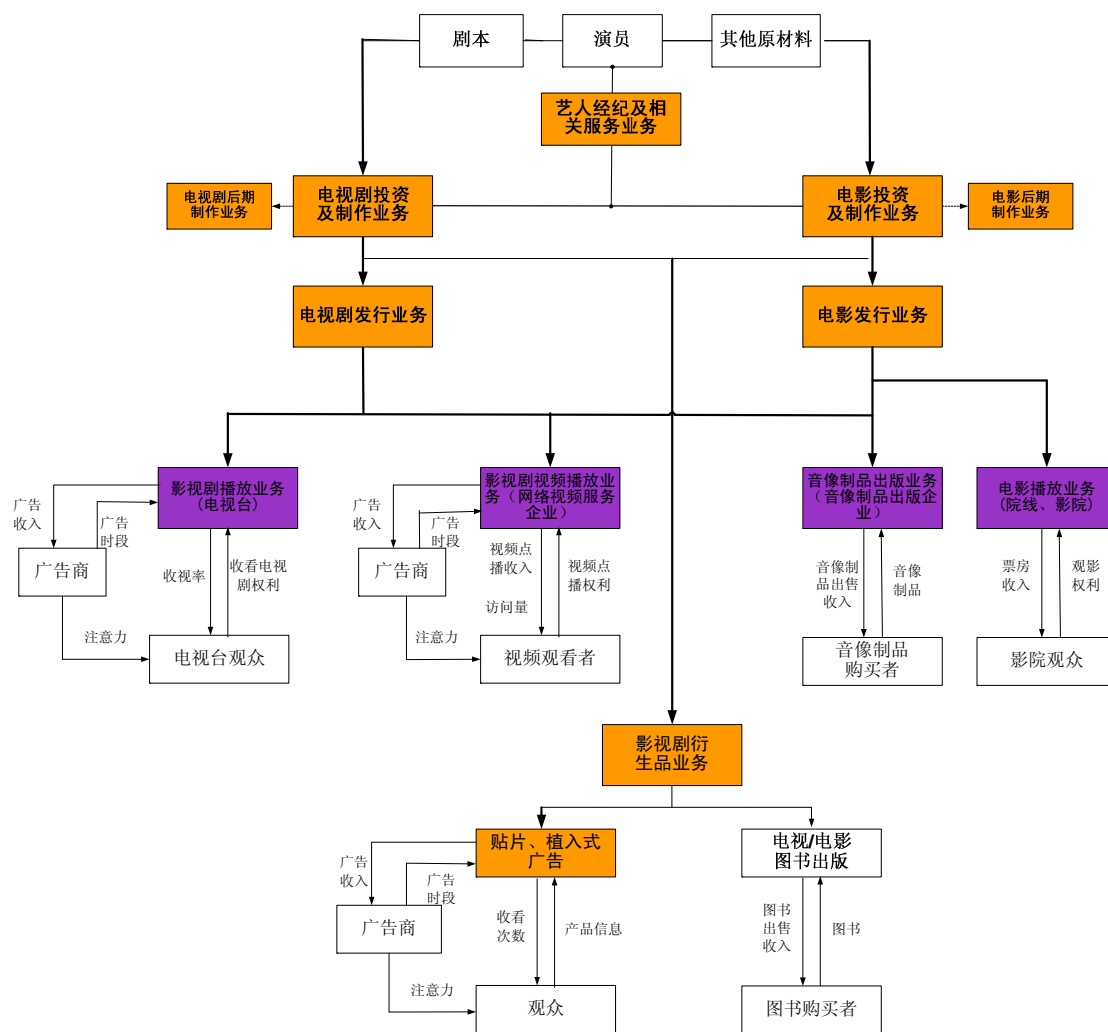 剧本
演员
其他原材料
艺人经纪及相
关服务业务
电视剧后期
制作业务
电视剧投资
及制作业务
电影投资
及制作业务
电影后期
制作业务
电视剧发行业务
电影发行业务
影视剧播放业务
(电视台)
影视剧视频播放业
务（网络视频服务
企业）
音像制品出版业务
（音像制品出版企
业）
电影播放业务
(院线、影院)
广告
收入
广告
时段
广告商
收视率
收看电视
剧权利
注意力
电视台观众
广告
收入
广告
时段
广告商
视频点
播收入
访问量
视频点
播权利
注意力
视频观看者
音像制
品出售
收入
音像
制品
音像制品
购买者
票房
收入
观影
权利
影院观众
影视剧衍
生品业务
贴片、植入式
广告
电视/电影
图书出版
广告
收入
广告
时段
广告商
收看
次数
产品信息
注意力
观众
图书
出售
收入
图书
图书购买者